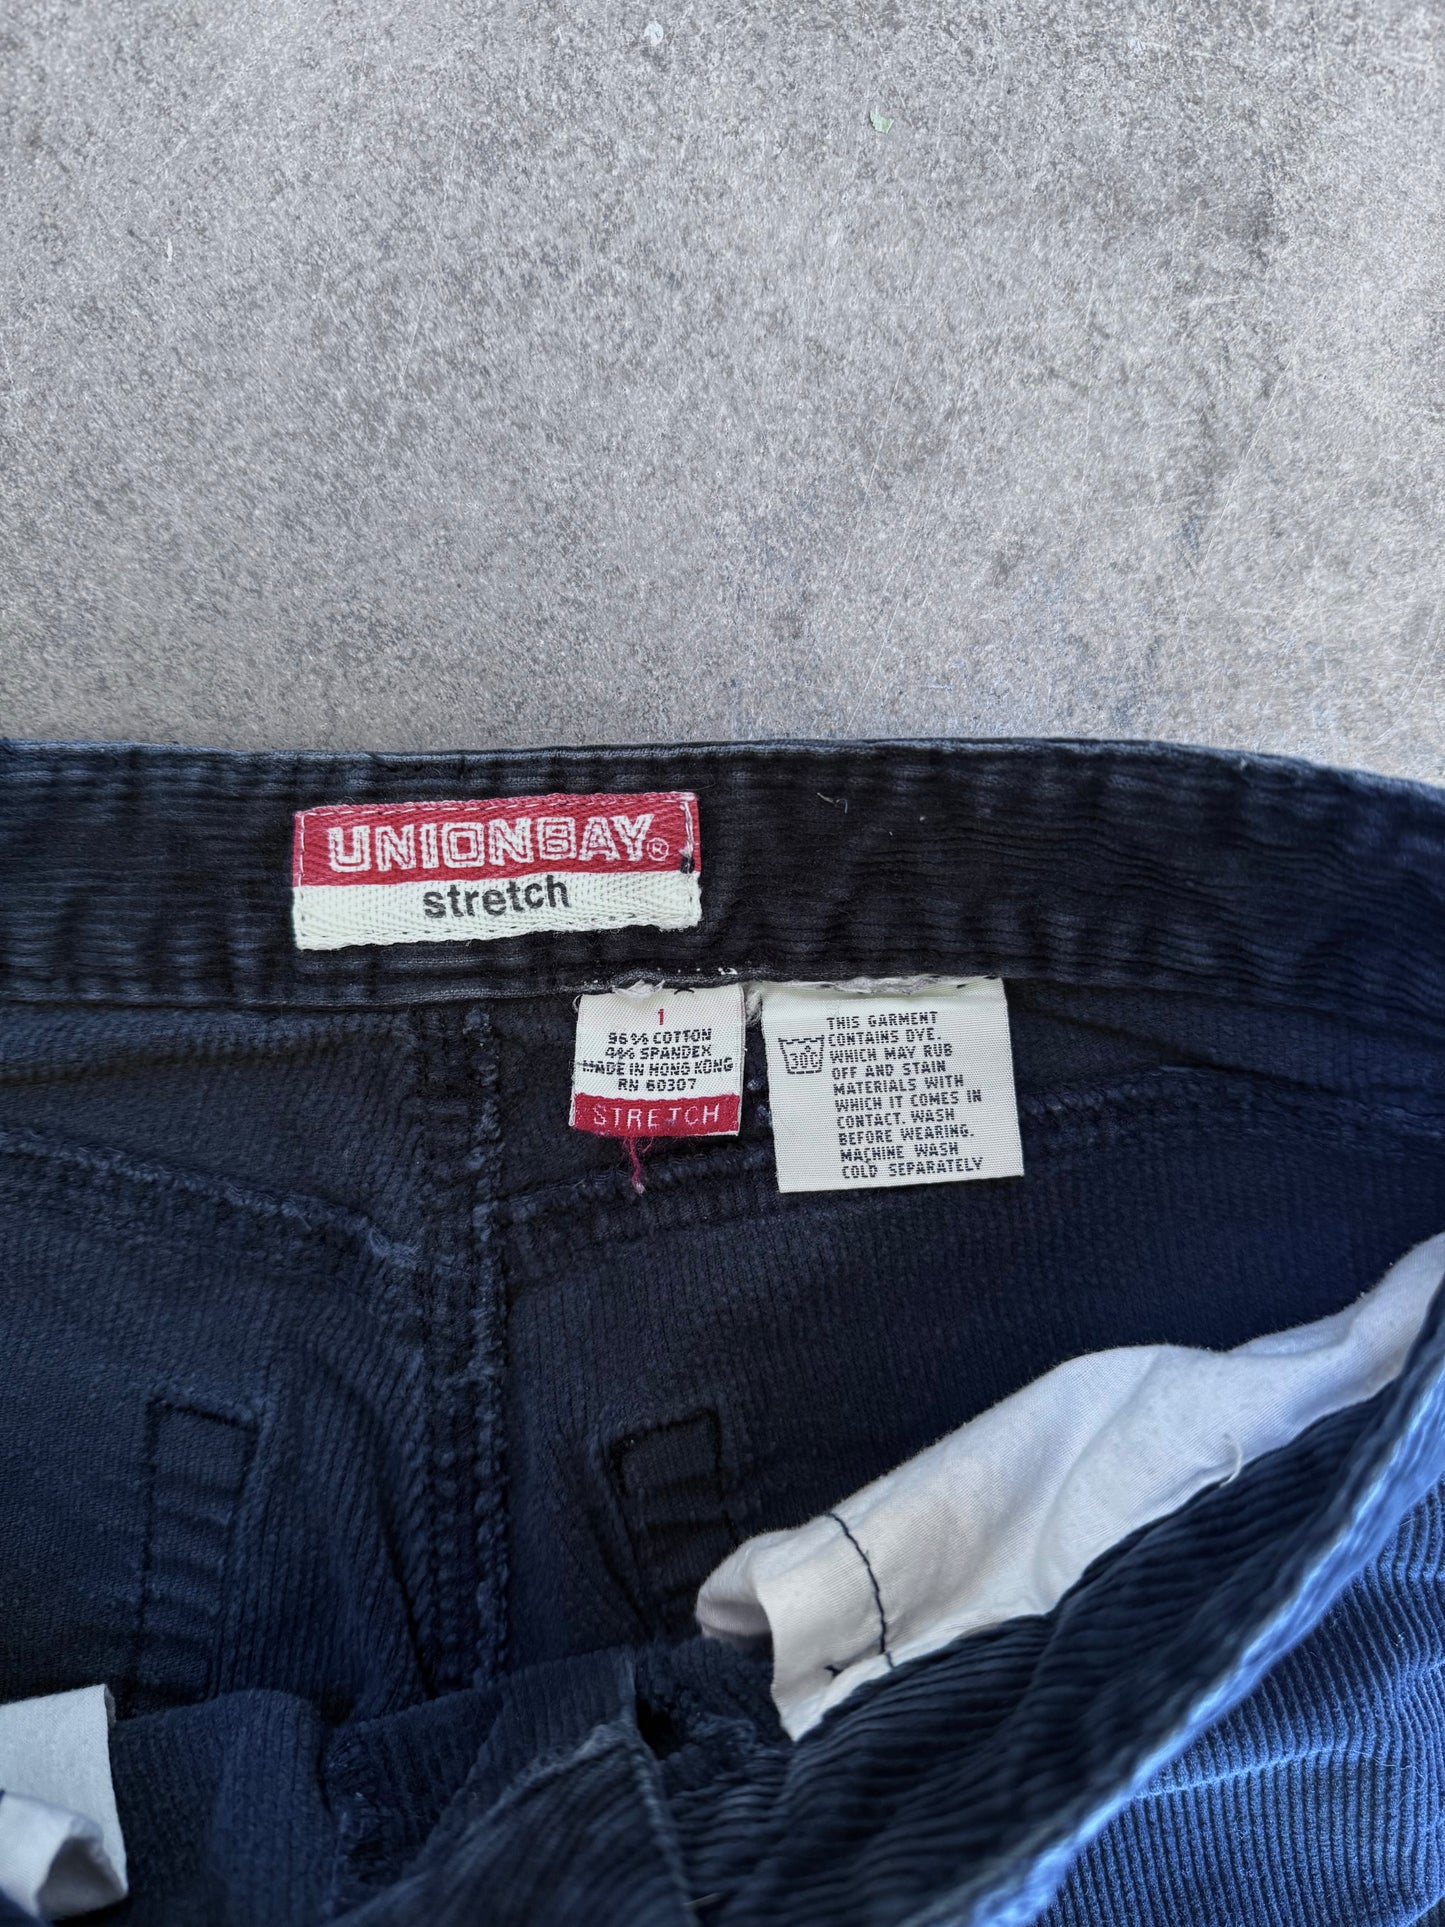 UNIONBAY®
stretch
1
96% COTTON
4% SPANDEX
MADE IN HONG KONG
RN 60307
STRETCH
30°C
THIS GARMENT
CONTAINS DYE.
WHICH MAY RUB
OFF AND STAIN
MATERIALS WITH
WHICH IT COMES IN
CONTACT. WASH
BEFORE WEARING.
MACHINE WASH
COLD SEPARATELY